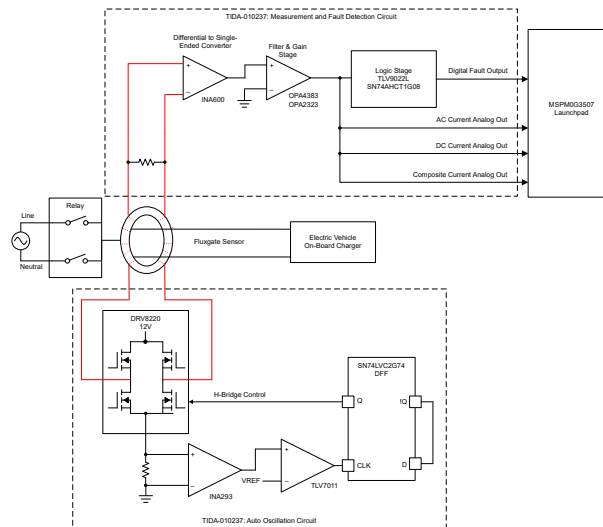 TIDA-010237: Measurement and Fault Detection Circuit
Differential to Single-
Ended Converter
+
−
INA600
Filter & Gain
Stage
+
−
OPA4383
OPA2323
Logic Stage
TLV9022L
SN74AHCT1G08
Digital Fault Output
AC Current Analog Out
DC Current Analog Out
Composite Current Analog Out
MSPM0G3507
Launchpad
Relay
Line
Neutral
Fluxgate Sensor
Electric Vehicle
On-Board Charger
DRV8220
12V
H-Bridge Control
SN74LVC2G74
DFF
Q
!Q
CLK
D
+
−
INA293
VREF
+
−
TLV7011
TIDA-010237: Auto Oscillation Circuit